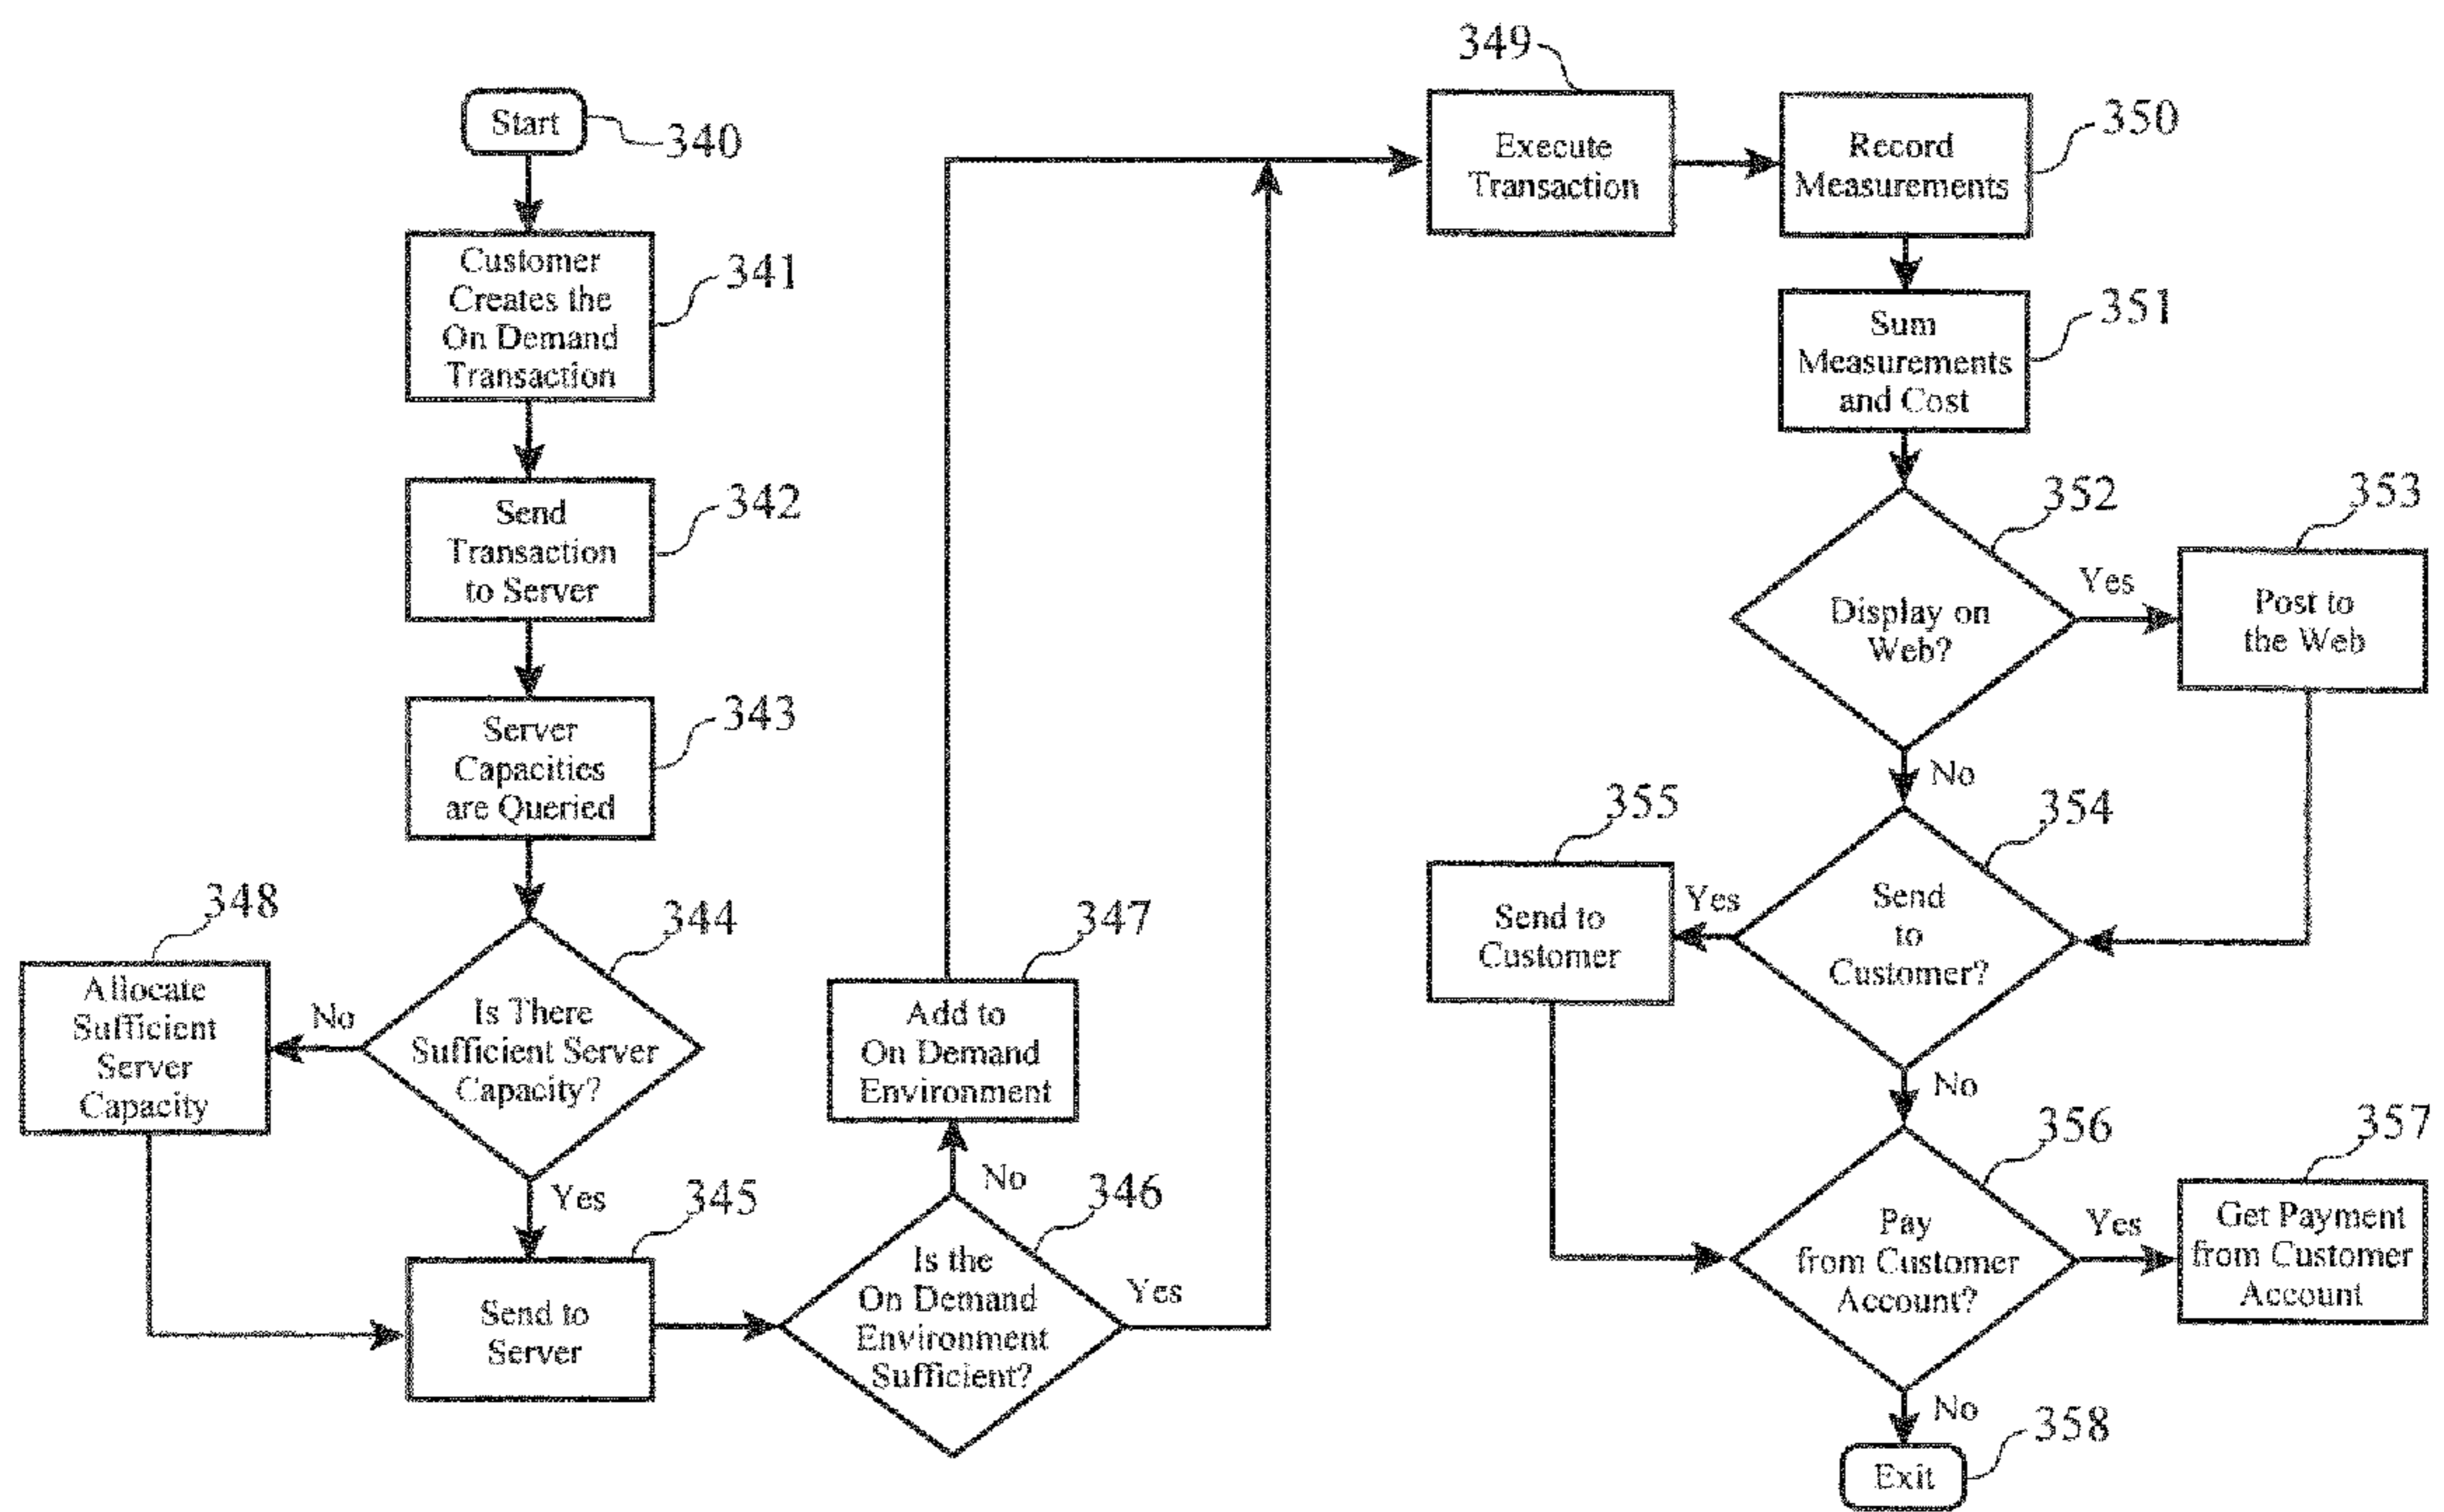 Start
340
Customer
Creates the
On Demand
Transaction
341
Send
Transaction
to Server
342
Server
Capacities
are Queried
343
Is There
Sufficient Server
Capacity?
344
No
Yes
Allocate
Sufficient
Server
Capacity
348
Send to
Server
345
Is the
On Demand
Environment
Sufficient?
346
No
Yes
Add to
On Demand
Environment
347
Execute
Transaction
349
Record
Measurements
350
Sum
Measurements
and Cost
351
Display on
Web?
352
Yes
No
Post to
the Web
353
Send
to
Customer?
354
Yes
No
Send to
Customer
355
Pay
from Customer
Account?
356
Yes
No
Get Payment
from Customer
Account
357
Exit
358